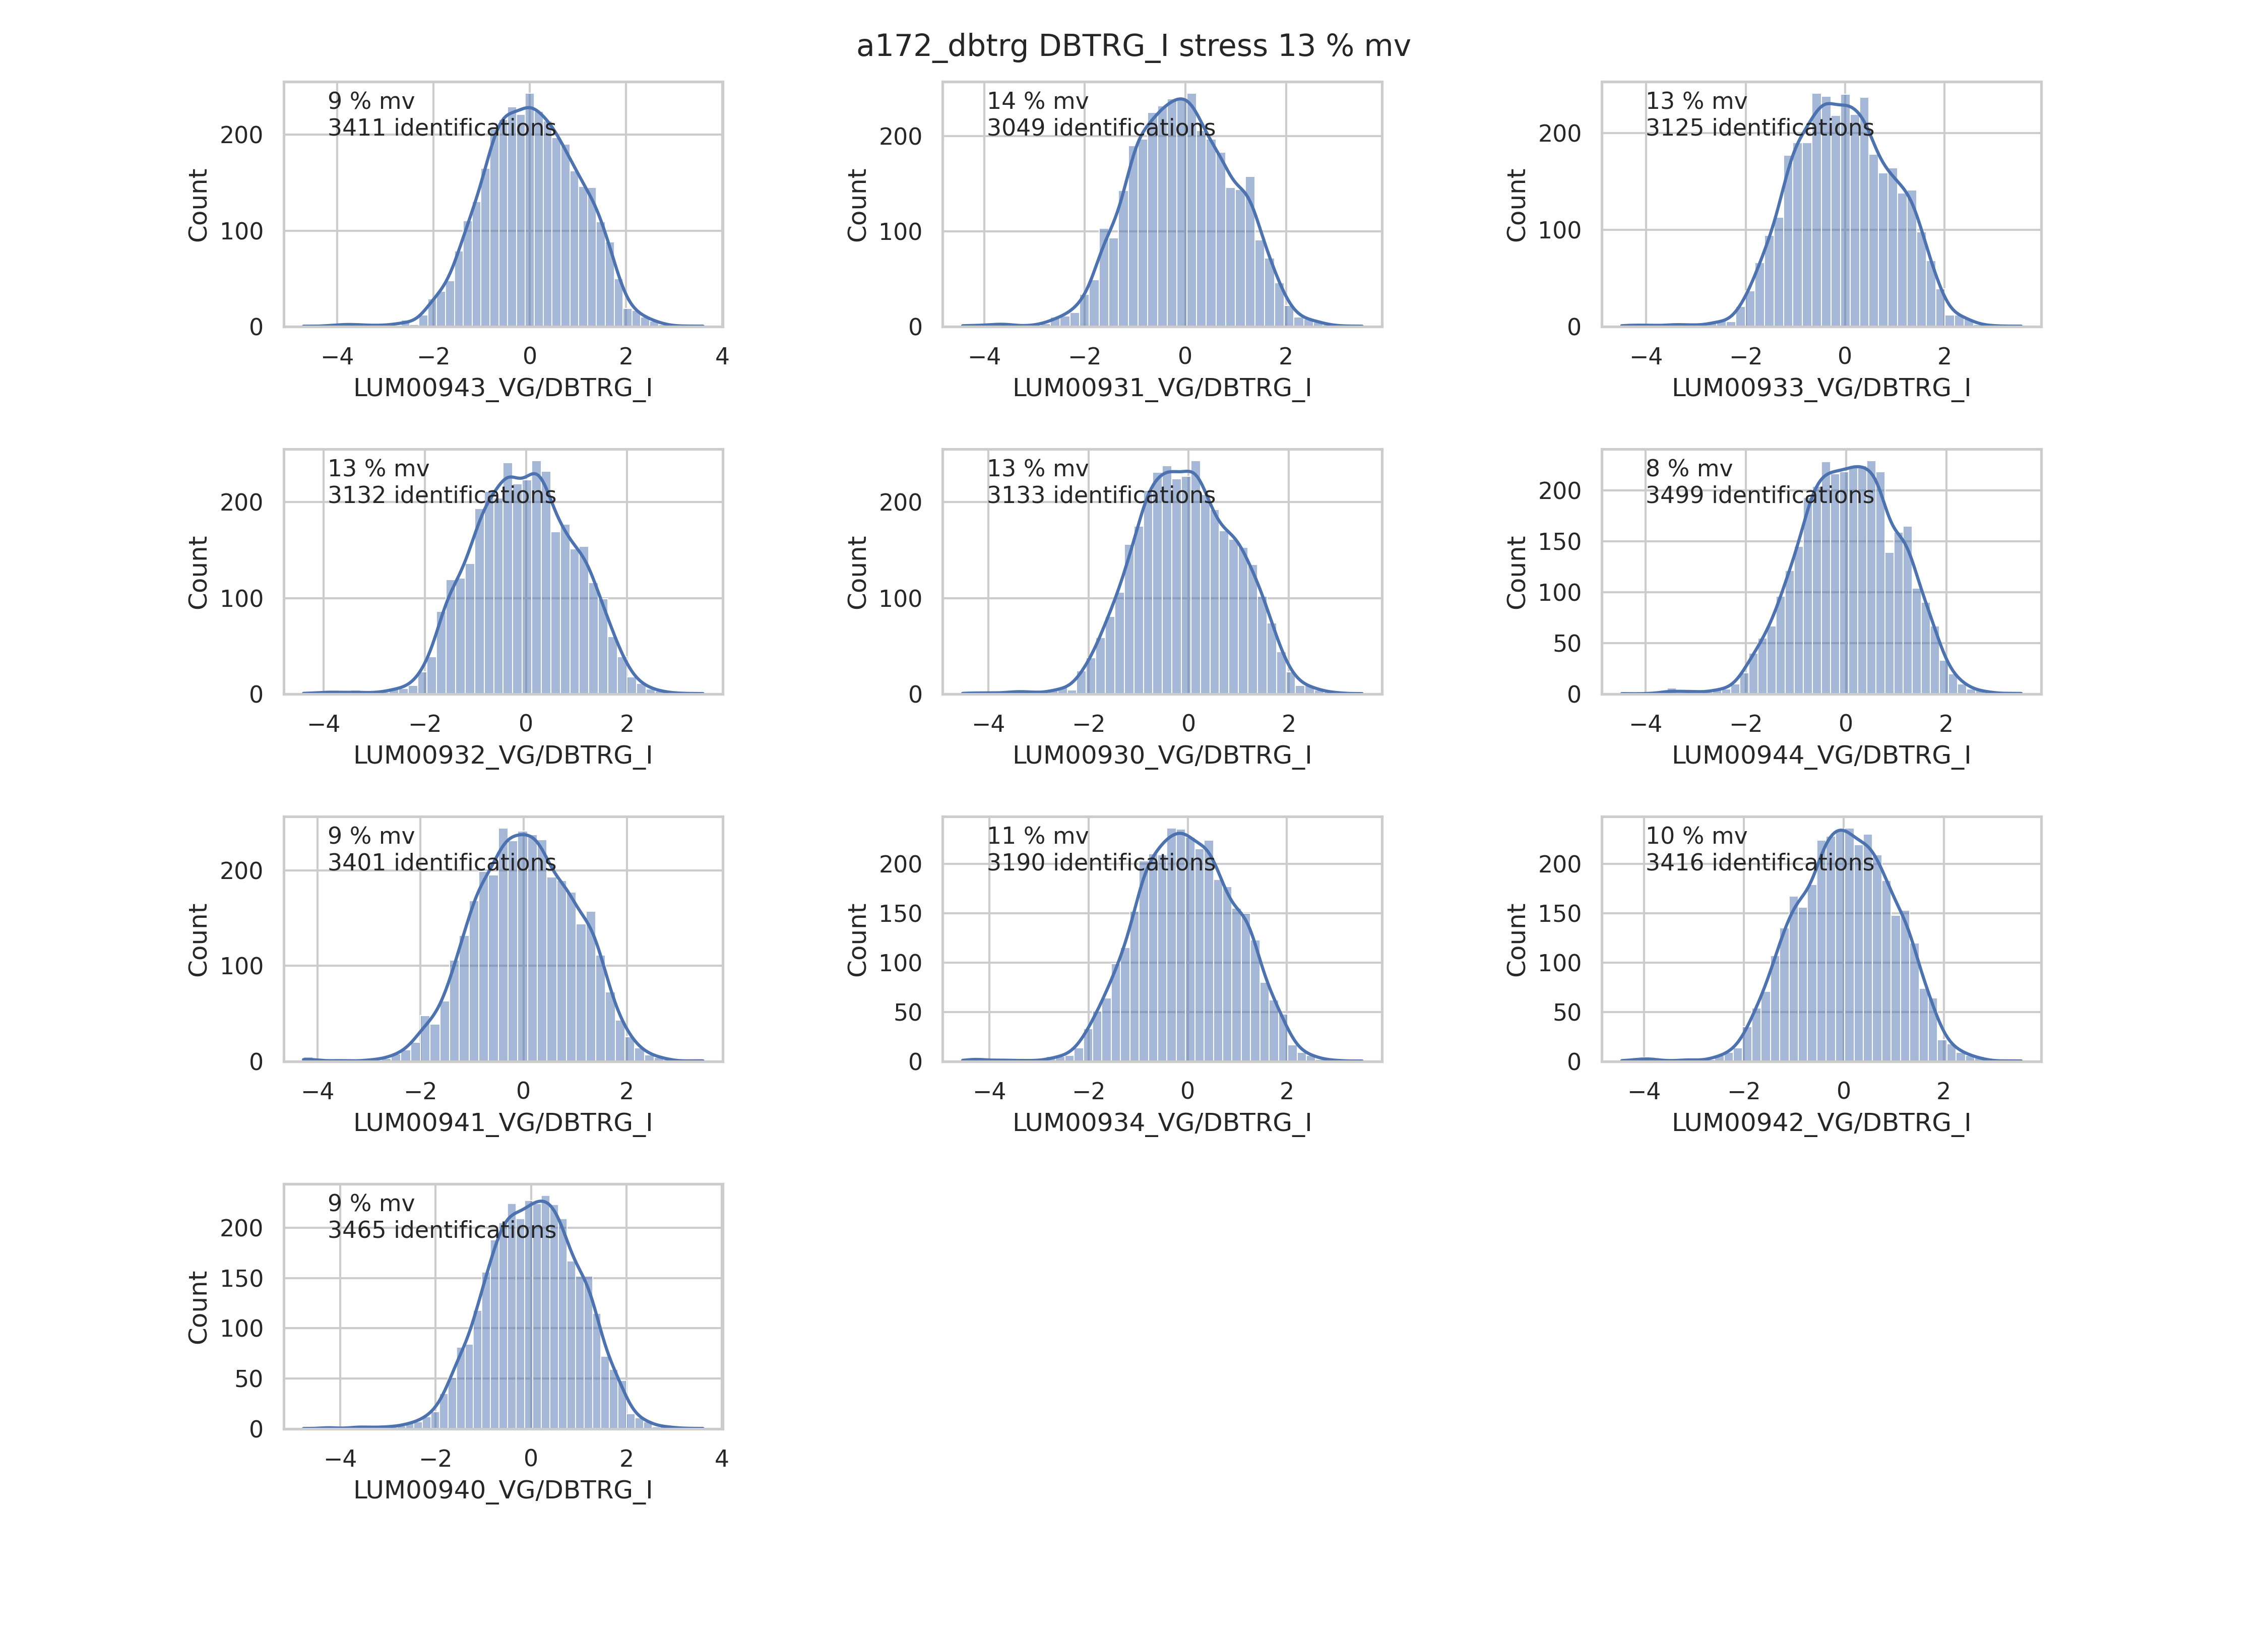 a172_dbtrg DBTRG_I stress 13 % mv
9 % mv
3411 identifications
200
100
0
Count
−4 −2 0 2 4
LUM00943_VG/DBTRG_I
14 % mv
3049 identifications
200
100
0
Count
−4 −2 0 2
LUM00931_VG/DBTRG_I
13 % mv
3125 identifications
200
100
0
Count
−4 −2 0 2
LUM00933_VG/DBTRG_I
13 % mv
3132 identifications
200
100
0
Count
−4 −2 0 2
LUM00932_VG/DBTRG_I
13 % mv
3133 identifications
200
100
0
Count
−4 −2 0 2
LUM00930_VG/DBTRG_I
8 % mv
3499 identifications
200
150
100
50
0
Count
−4 −2 0 2
LUM00944_VG/DBTRG_I
9 % mv
3401 identifications
200
100
0
Count
−4 −2 0 2
LUM00941_VG/DBTRG_I
11 % mv
3190 identifications
200
150
100
50
0
Count
−4 −2 0 2
LUM00934_VG/DBTRG_I
10 % mv
3416 identifications
200
150
100
50
0
Count
−4 −2 0 2
LUM00942_VG/DBTRG_I
9 % mv
3465 identifications
200
150
100
50
0
Count
−4 −2 0 2 4
LUM00940_VG/DBTRG_I